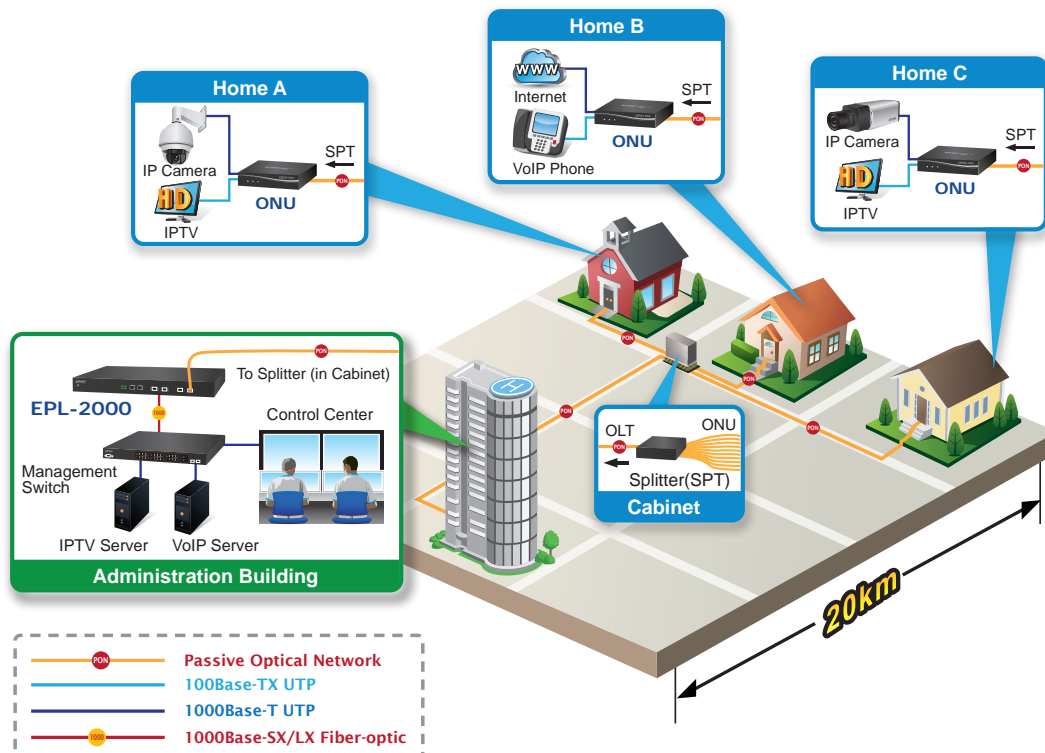 Home B
WWW
Internet
SPT
PON
ONU
VoIP Phone
Home A
SPT
IP Camera
PON
HD
ONU
IPTV
Home C
SPT
IP Camera
PON
HD
ONU
IPTV
PON
To Splitter (in Cabinet)
EPL-2000
1000
Control Center
Management
Switch
IPTV Server
VoIP Server
Administration Building
H
PON
PON
PON
PON
OLT
ONU
PON
Splitter(SPT)
Cabinet
20km
PON
Passive Optical Network
100Base-TX UTP
1000Base-T UTP
1000
1000Base-SX/LX Fiber-optic